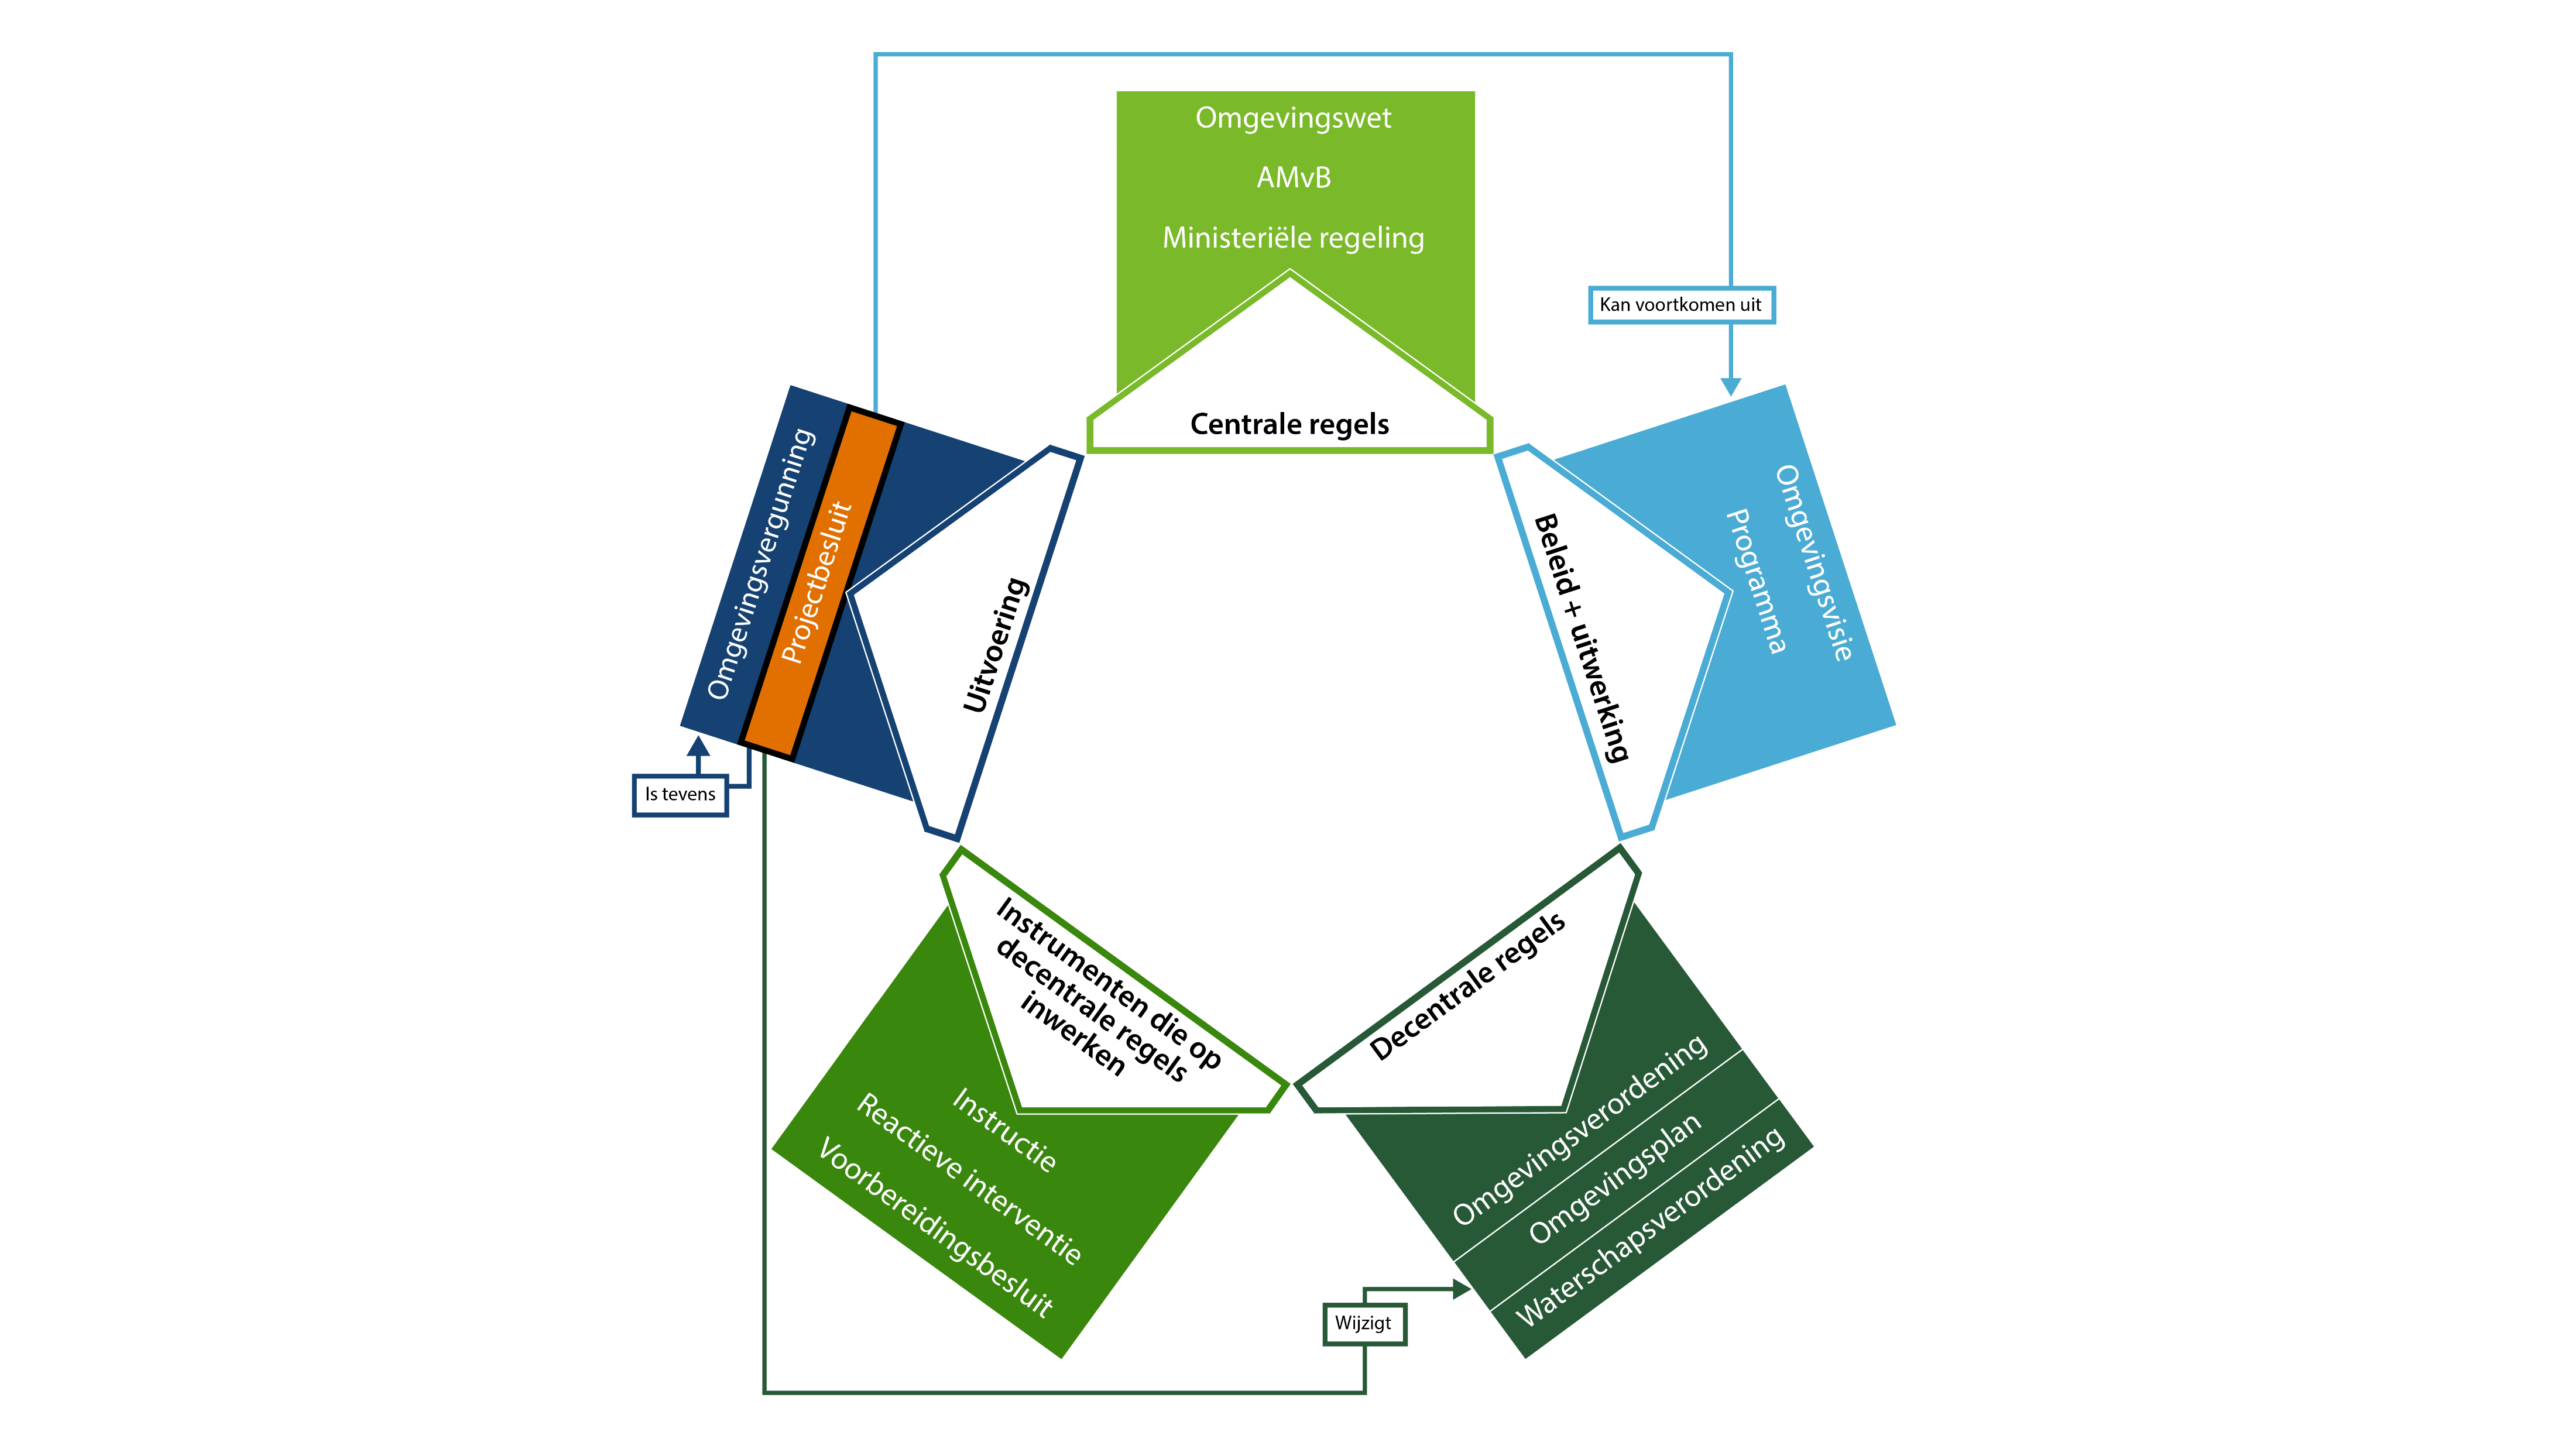 Omgevingswet
AMvB
Ministeriële regeling
Centrale regels
Kan voortkomen uit
Omgevingsvisie
Programma
Beleid + uitwerking
Decentrale regels
Omgevingsverordening
Omgevingsplan
Waterschapsverordening
Wijzigt
Instrumenten die op
decentrale regels
inwerken
Instructie
Reactieve interventie
Voorbereidingsbesluit
Uitvoering
Projectbesluit
Omgevingsvergunning
Is tevens